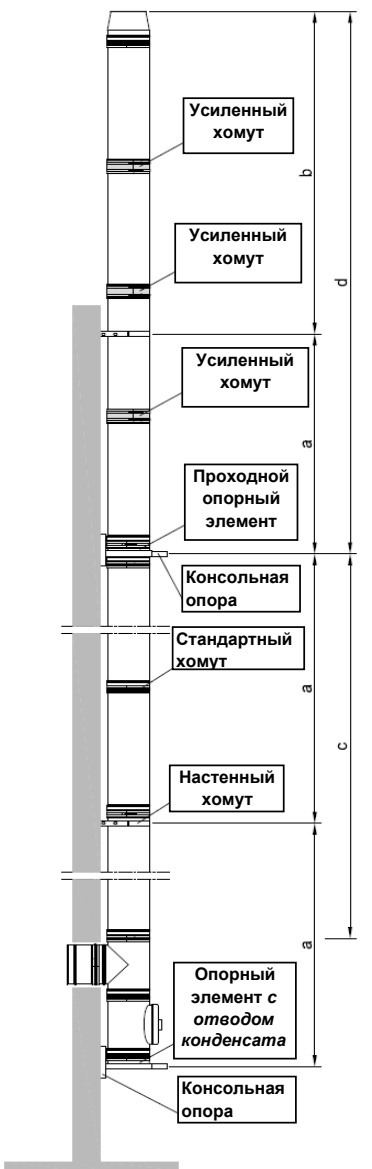 Усиленный
хомут
b
Усиленный
хомут
d
Усиленный
хомут
a
Проходной
опорный
элемент
Консольная
опора
Стандартный
хомут
a
c
Настенный
хомут
a
Опорный
элемент с
отводом
конденсата
Консольная
опора